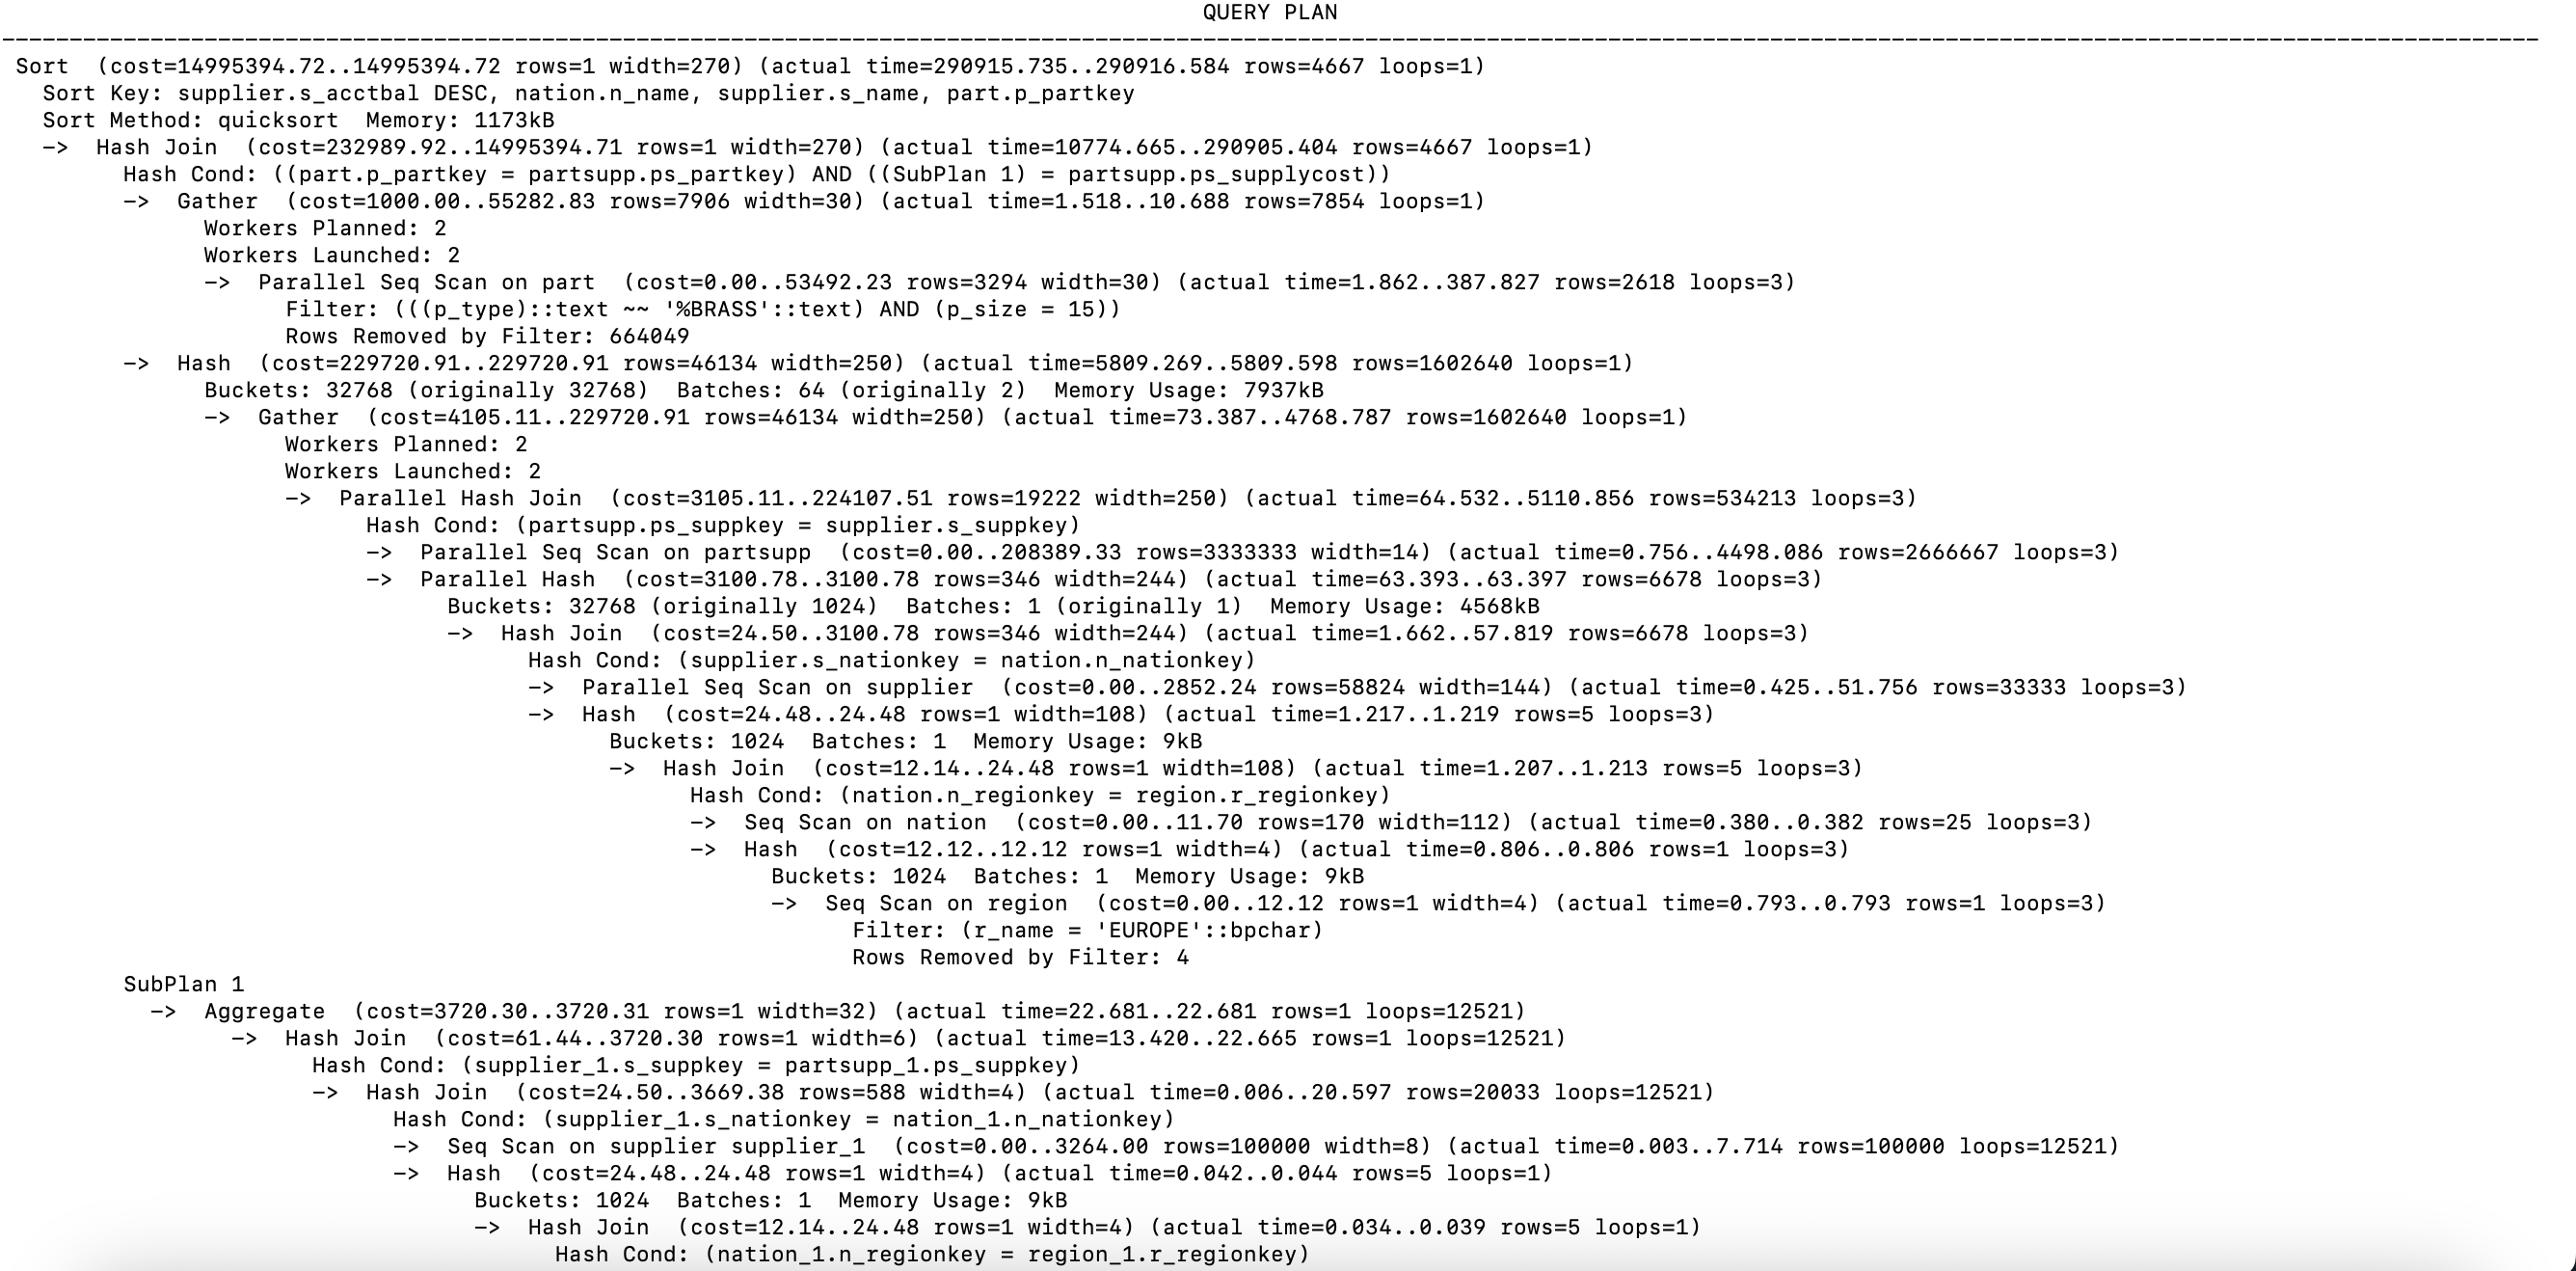 QUERY PLAN
--------------------------------------------------------------------------------------------------------------------------------------------------------------------------------------------
Sort  (cost=14995394.72..14995394.72 rows=1 width=270) (actual time=290915.735..290916.584 rows=4667 loops=1)
Sort Key: supplier.s_acctbal DESC, nation.n_name, supplier.s_name, part.p_partkey
Sort Method: quicksort  Memory: 1173kB
->  Hash Join  (cost=232989.92..14995394.71 rows=1 width=270) (actual time=10774.665..290905.404 rows=4667 loops=1)
Hash Cond: ((part.p_partkey = partsupp.ps_partkey) AND ((SubPlan 1) = partsupp.ps_supplycost))
->  Gather  (cost=1000.00..55282.83 rows=7906 width=30) (actual time=1.518..10.688 rows=7854 loops=1)
Workers Planned: 2
Workers Launched: 2
->  Parallel Seq Scan on part  (cost=0.00..53492.23 rows=3294 width=30) (actual time=1.862..387.827 rows=2618 loops=3)
Filter: (((p_type)::text ~~ '%BRASS'::text) AND (p_size = 15))
Rows Removed by Filter: 664049
->  Hash  (cost=229720.91..229720.91 rows=46134 width=250) (actual time=5809.269..5809.598 rows=1602640 loops=1)
Buckets: 32768 (originally 32768)  Batches: 64 (originally 2)  Memory Usage: 7937kB
->  Gather  (cost=4105.11..229720.91 rows=46134 width=250) (actual time=73.387..4768.787 rows=1602640 loops=1)
Workers Planned: 2
Workers Launched: 2
->  Parallel Hash Join  (cost=3105.11..224107.51 rows=19222 width=250) (actual time=64.532..5110.856 rows=534213 loops=3)
Hash Cond: (partsupp.ps_suppkey = supplier.s_suppkey)
->  Parallel Seq Scan on partsupp  (cost=0.00..208389.33 rows=3333333 width=14) (actual time=0.756..4498.086 rows=2666667 loops=3)
->  Parallel Hash  (cost=3100.78..3100.78 rows=346 width=244) (actual time=63.393..63.397 rows=6678 loops=3)
Buckets: 32768 (originally 1024)  Batches: 1 (originally 1)  Memory Usage: 4568kB
->  Hash Join  (cost=24.50..3100.78 rows=346 width=244) (actual time=1.662..57.819 rows=6678 loops=3)
Hash Cond: (supplier.s_nationkey = nation.n_nationkey)
->  Parallel Seq Scan on supplier  (cost=0.00..2852.24 rows=58824 width=144) (actual time=0.425..51.756 rows=33333 loops=3)
->  Hash  (cost=24.48..24.48 rows=1 width=108) (actual time=1.217..1.219 rows=5 loops=3)
Buckets: 1024  Batches: 1  Memory Usage: 9kB
->  Hash Join  (cost=12.14..24.48 rows=1 width=108) (actual time=1.207..1.213 rows=5 loops=3)
Hash Cond: (nation.n_regionkey = region.r_regionkey)
->  Seq Scan on nation  (cost=0.00..11.70 rows=170 width=112) (actual time=0.380..0.382 rows=25 loops=3)
->  Hash  (cost=12.12..12.12 rows=1 width=4) (actual time=0.806..0.806 rows=1 loops=3)
Buckets: 1024  Batches: 1  Memory Usage: 9kB
->  Seq Scan on region  (cost=0.00..12.12 rows=1 width=4) (actual time=0.793..0.793 rows=1 loops=3)
Filter: (r_name = 'EUROPE'::bpchar)
Rows Removed by Filter: 4
SubPlan 1
->  Aggregate  (cost=3720.30..3720.31 rows=1 width=32) (actual time=22.681..22.681 rows=1 loops=12521)
->  Hash Join  (cost=61.44..3720.30 rows=1 width=6) (actual time=13.420..22.665 rows=1 loops=12521)
Hash Cond: (supplier_1.s_suppkey = partsupp_1.ps_suppkey)
->  Hash Join  (cost=24.50..3669.38 rows=588 width=4) (actual time=0.006..20.597 rows=20033 loops=12521)
Hash Cond: (supplier_1.s_nationkey = nation_1.n_nationkey)
->  Seq Scan on supplier supplier_1  (cost=0.00..3264.00 rows=100000 width=8) (actual time=0.003..7.714 rows=100000 loops=12521)
->  Hash  (cost=24.48..24.48 rows=1 width=4) (actual time=0.042..0.044 rows=5 loops=1)
Buckets: 1024  Batches: 1  Memory Usage: 9kB
->  Hash Join  (cost=12.14..24.48 rows=1 width=4) (actual time=0.034..0.039 rows=5 loops=1)
Hash Cond: (nation_1.n_regionkey = region_1.r_regionkey)